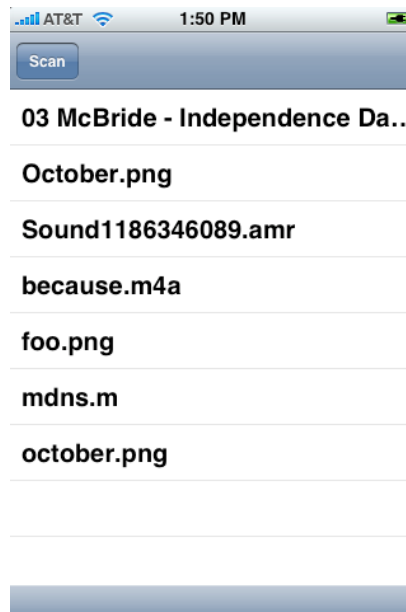 AT&T 1:50 PM
Scan
03 McBride - Independence Da...
October.png
Sound1186346089.amr
because.m4a
foo.png
mdns.m
october.png